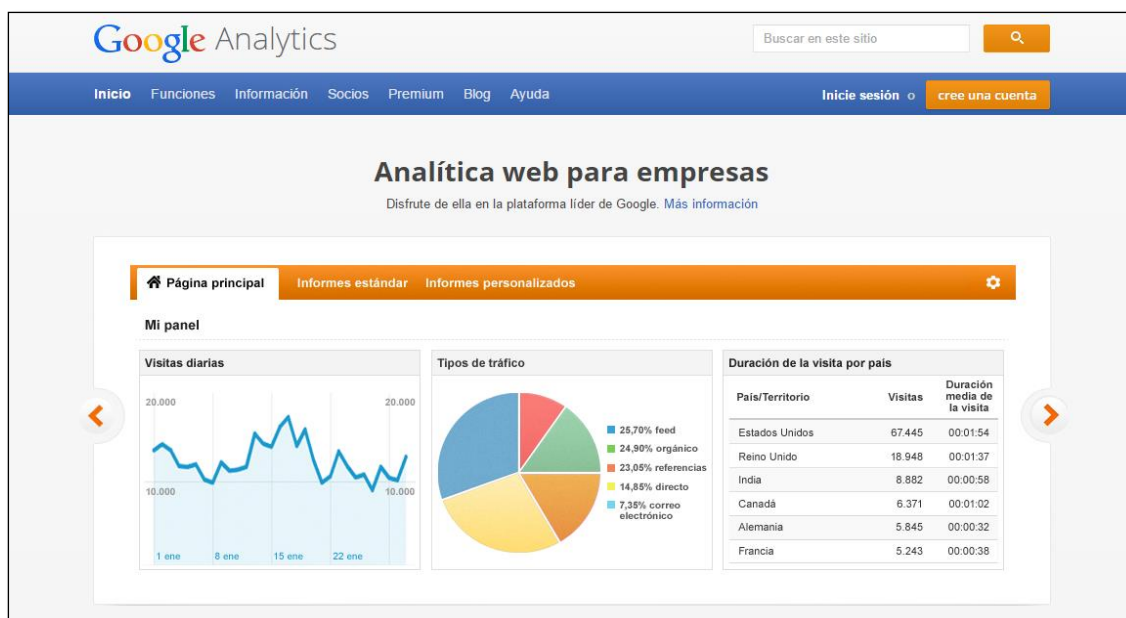 Google Analytics
Buscar en este sitio
Inicio Funciones Información Socios Premium Blog Ayuda
Inicie sesión o cree una cuenta
Analítica web para empresas
Disfrute de ella en la plataforma líder de Google. Más información
Página principal Informes estándar Informes personalizados
Mi panel
Visitas diarias
20.000 20.000
10.000 10.000
1 ene 8 ene 15 ene 22 ene
Tipos de tráfico
25,70% feed
24,90% orgánico
23,05% referencias
14,85% directo
7,35% correo
electrónico
Duración de la visita por país
País/Territorio Visitas Duración
media de
la visita
Estados Unidos 67.445 00:01:54
Reino Unido 18.948 00:01:37
India 8.882 00:00:58
Canadá 6.371 00:01:02
Alemania 5.845 00:00:32
Francia 5.243 00:00:38